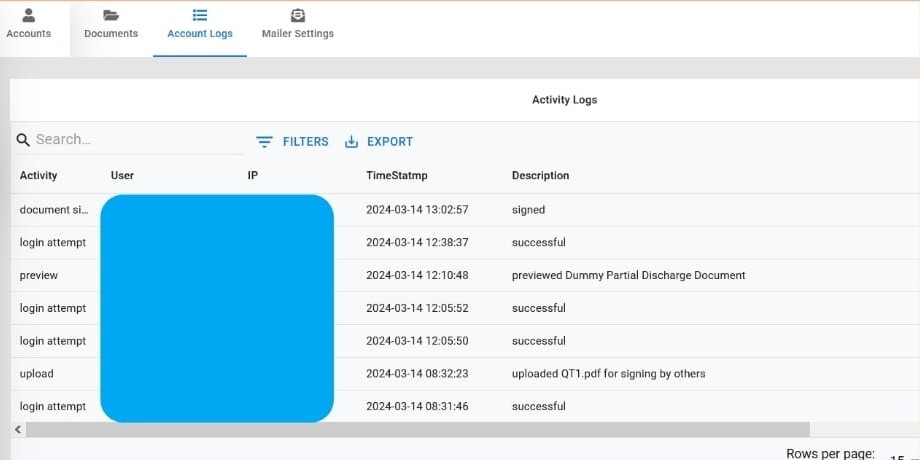 Accounts Documents Account Logs Mailer Settings
Activity Logs
Search...
FILTERS EXPORT
Activity User IP TimeStatmp Description
document si... 2024-03-14 13:02:57 signed
login attempt 2024-03-14 12:38:37 successful
preview 2024-03-14 12:10:48 previewed Dummy Partial Discharge Document
login attempt 2024-03-14 12:05:52 successful
login attempt 2024-03-14 12:05:50 successful
upload 2024-03-14 08:32:23 uploaded QT1.pdf for signing by others
login attempt 2024-03-14 08:31:46 successful
Rows per page: 15